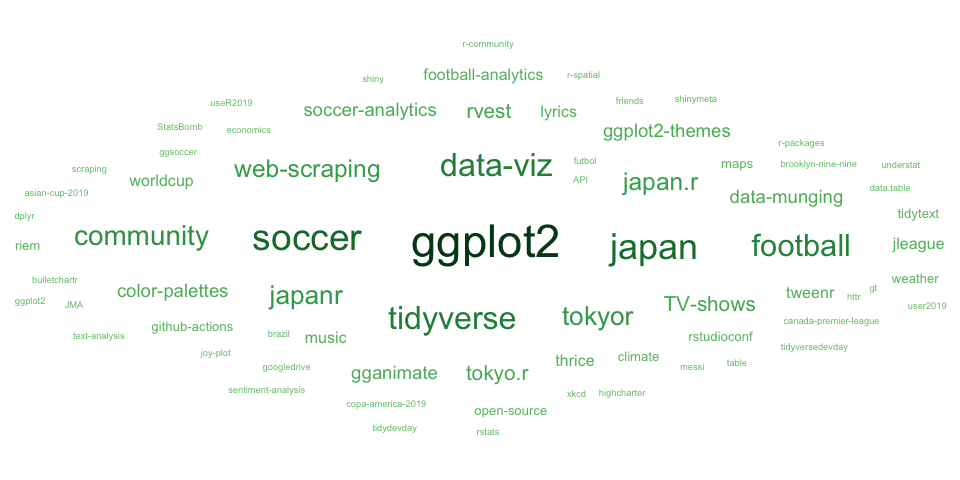 r-community
shiny football-analytics r-spatial
useR2019 soccer-analytics rvest lyrics friends shinymeta
StatsBomb economics ggplot2-themes
ggsoccer r-packages
scraping web-scraping data-viz futbol maps brooklyn-nine-nine understat
asian-cup-2019 worldcup API japan.r data-munging data.table
dplyr tidytext
riem community soccer ggplot2 japan football jleague
bulletchartr weather
ggplot2 JMA color-palettes japanr tweenr httr gt
tidyverse tokyor TV-shows user2019
text-analysis github-actions brazil music rstudioconf canada-premier-league
joy-plot thrice climate tidyversedevday
googledrive gganimate tokyo.r messi table
sentiment-analysis xkcd highcharter
copa-america-2019 open-source
tidydevday rstats